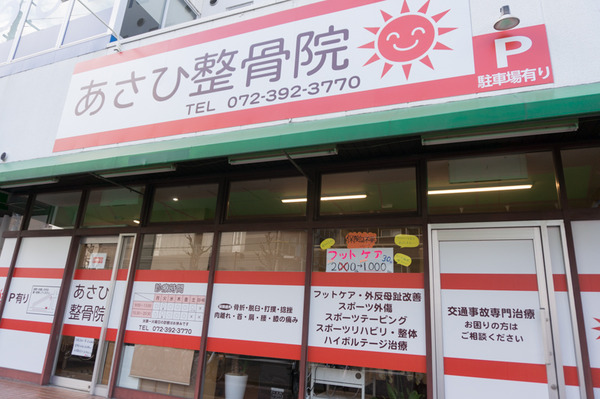 あさひ整骨院
TEL 072-392-3770
P
駐車場有り
P有り
あさひ
整骨院
診療時間
TEL 072-392-3770
骨折・脱臼・打撲・捻挫
肉離れ・首・肩・腰・膝の痛み
フットケア
2000→1000
フットケア・外反母趾改善
スポーツ外傷
スポーツテーピング
スポーツリハビリ・整体
ハイボルテージ治療
交通事故専門治療
お困りの方は
ご相談ください